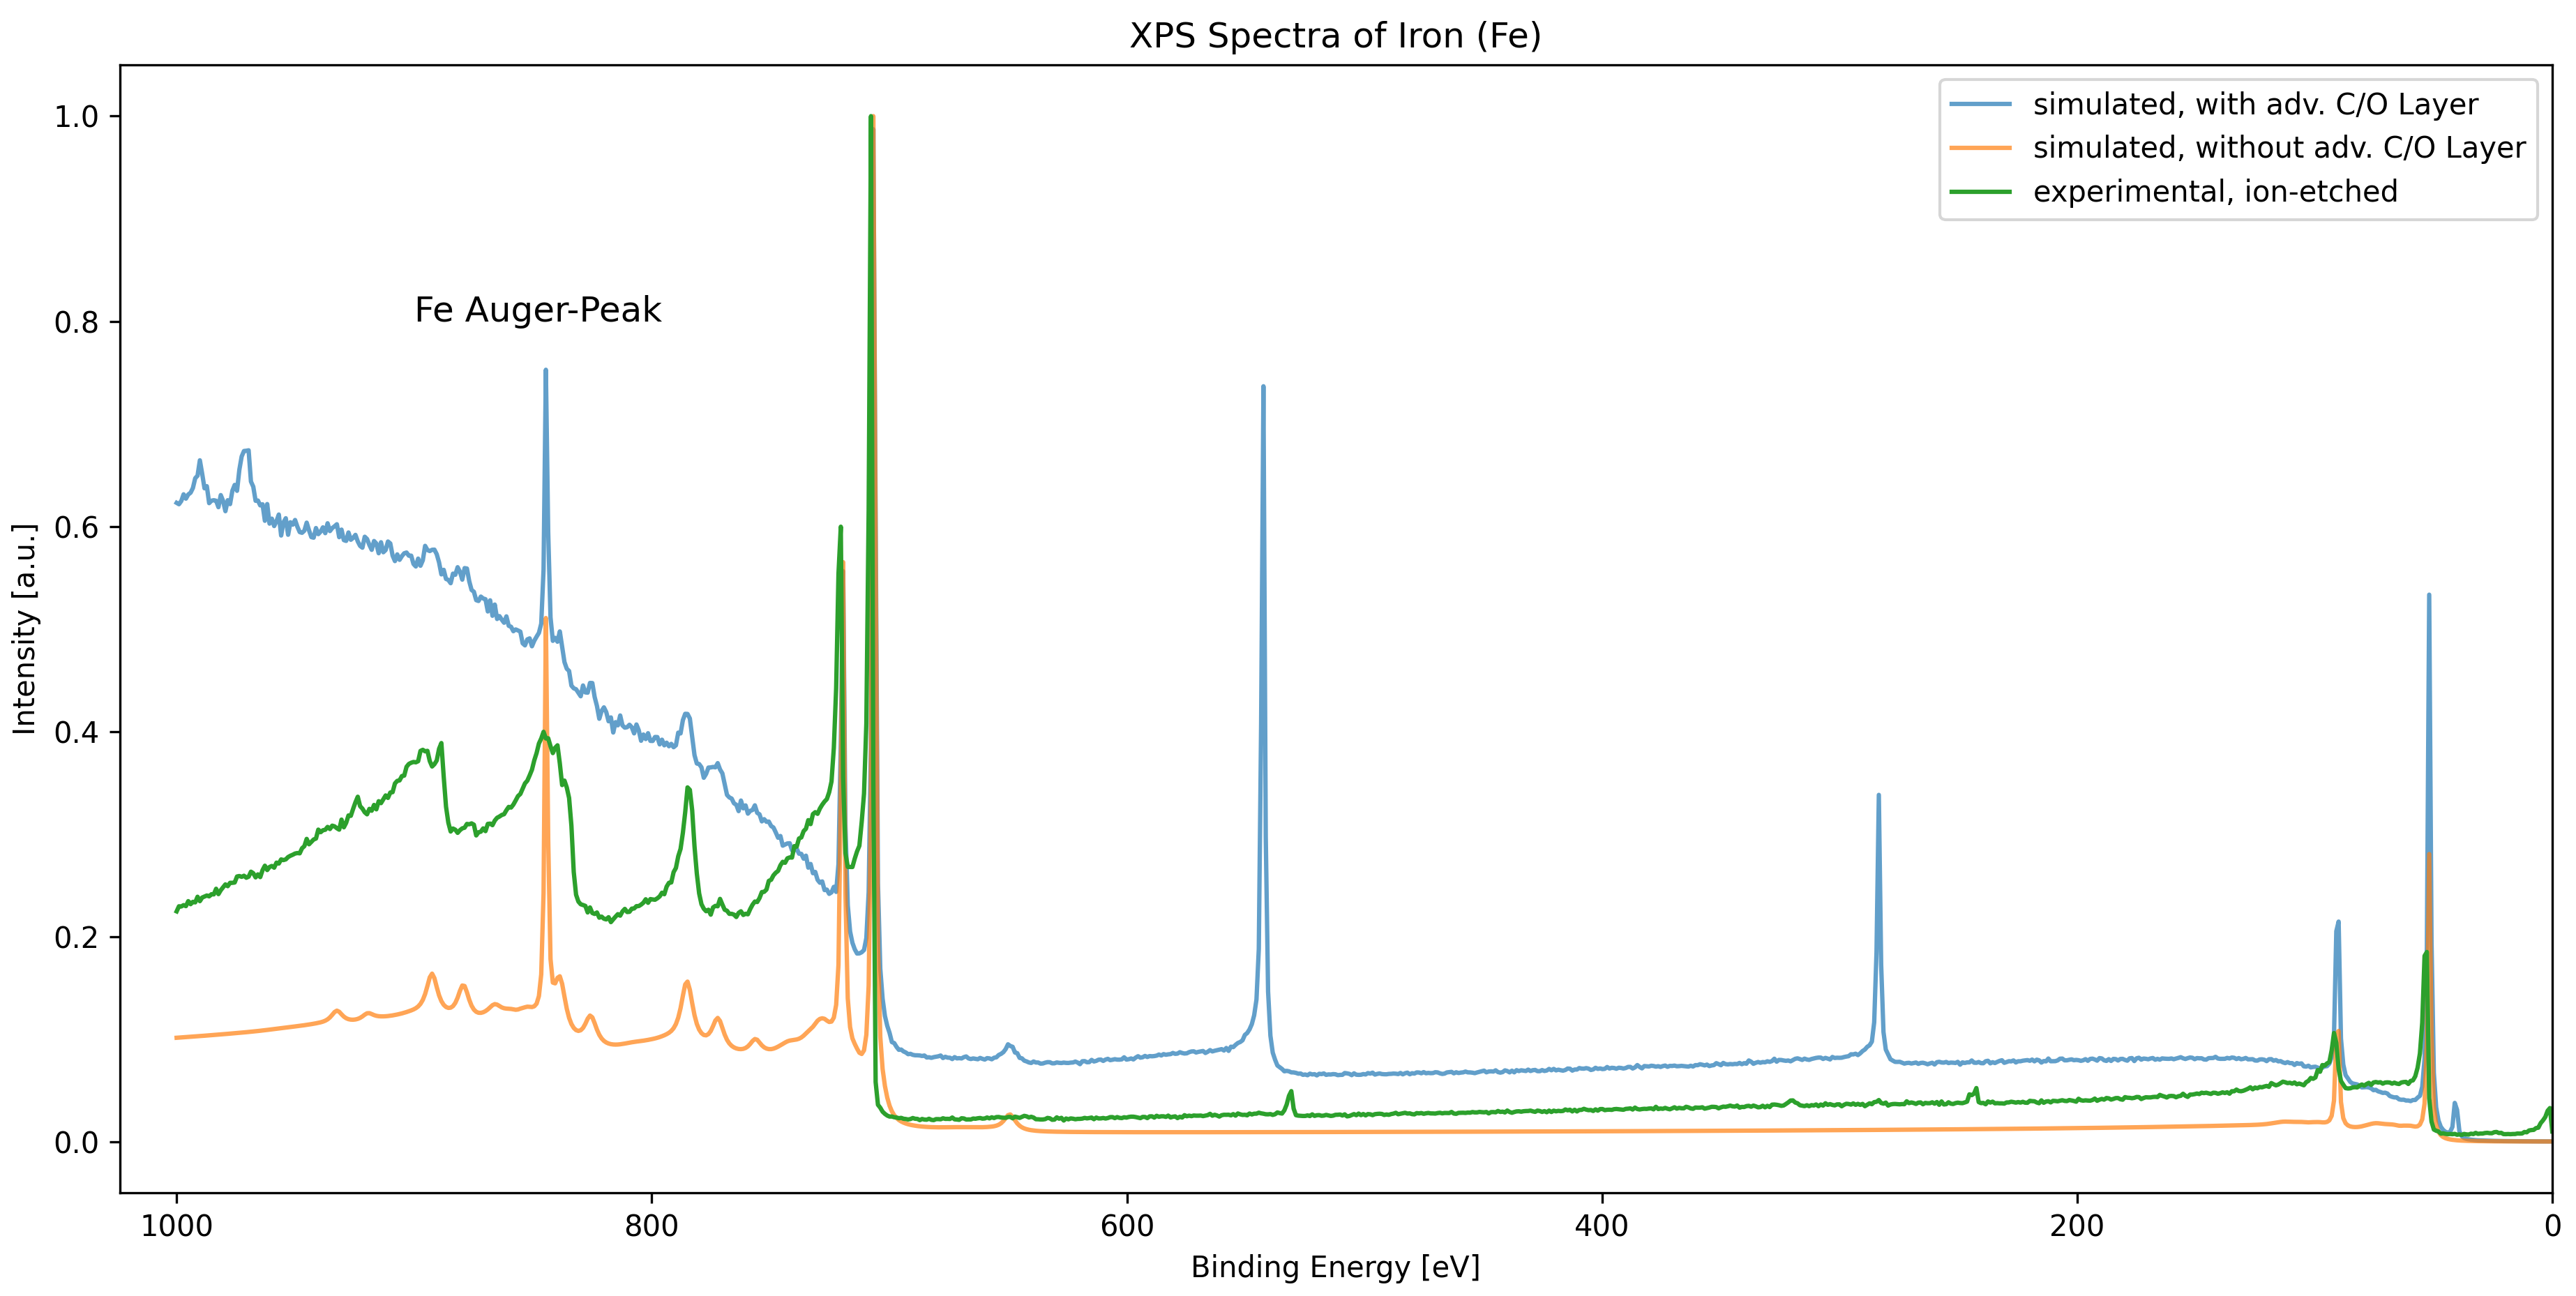 XPS Spectra of Iron (Fe)
simulated, with adv. C/O Layer
simulated, without adv. C/O Layer
experimental, ion-etched
Fe Auger-Peak
Intensity [a.u.]
1.0
0.8
0.6
0.4
0.2
0.0
1000 800 600 400 200 0
Binding Energy [eV]